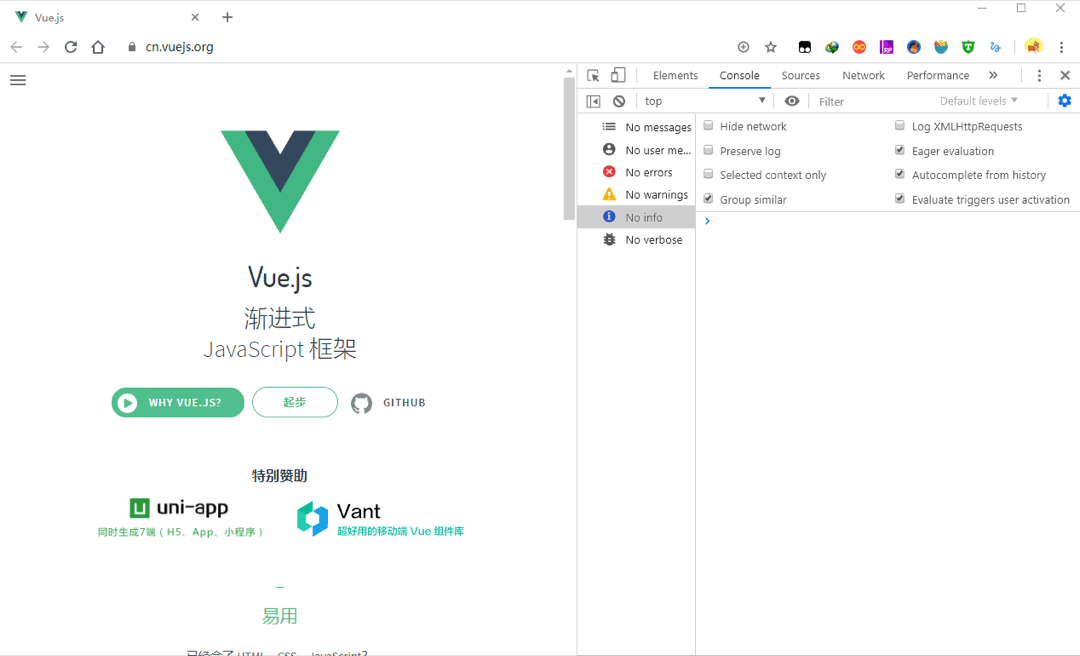 Vue.js
cn.vuejs.org
Vue.js
渐进式
JavaScript 框架
WHY VUE.JS?
起步
GITHUB
特别赞助
uni-app
同时生成7端（H5、App、小程序）
Vant
超好用的移动端 Vue 组件库
易用
已经会了 HTML、CSS、JavaScript?
Elements Console Sources Network Performance »
top Filter Default levels
No messages
No user me...
No errors
No warnings
No info
No verbose
Hide network
Log XMLHttpRequests
Preserve log
Eager evaluation
Selected context only
Autocomplete from history
Group similar
Evaluate triggers user activation